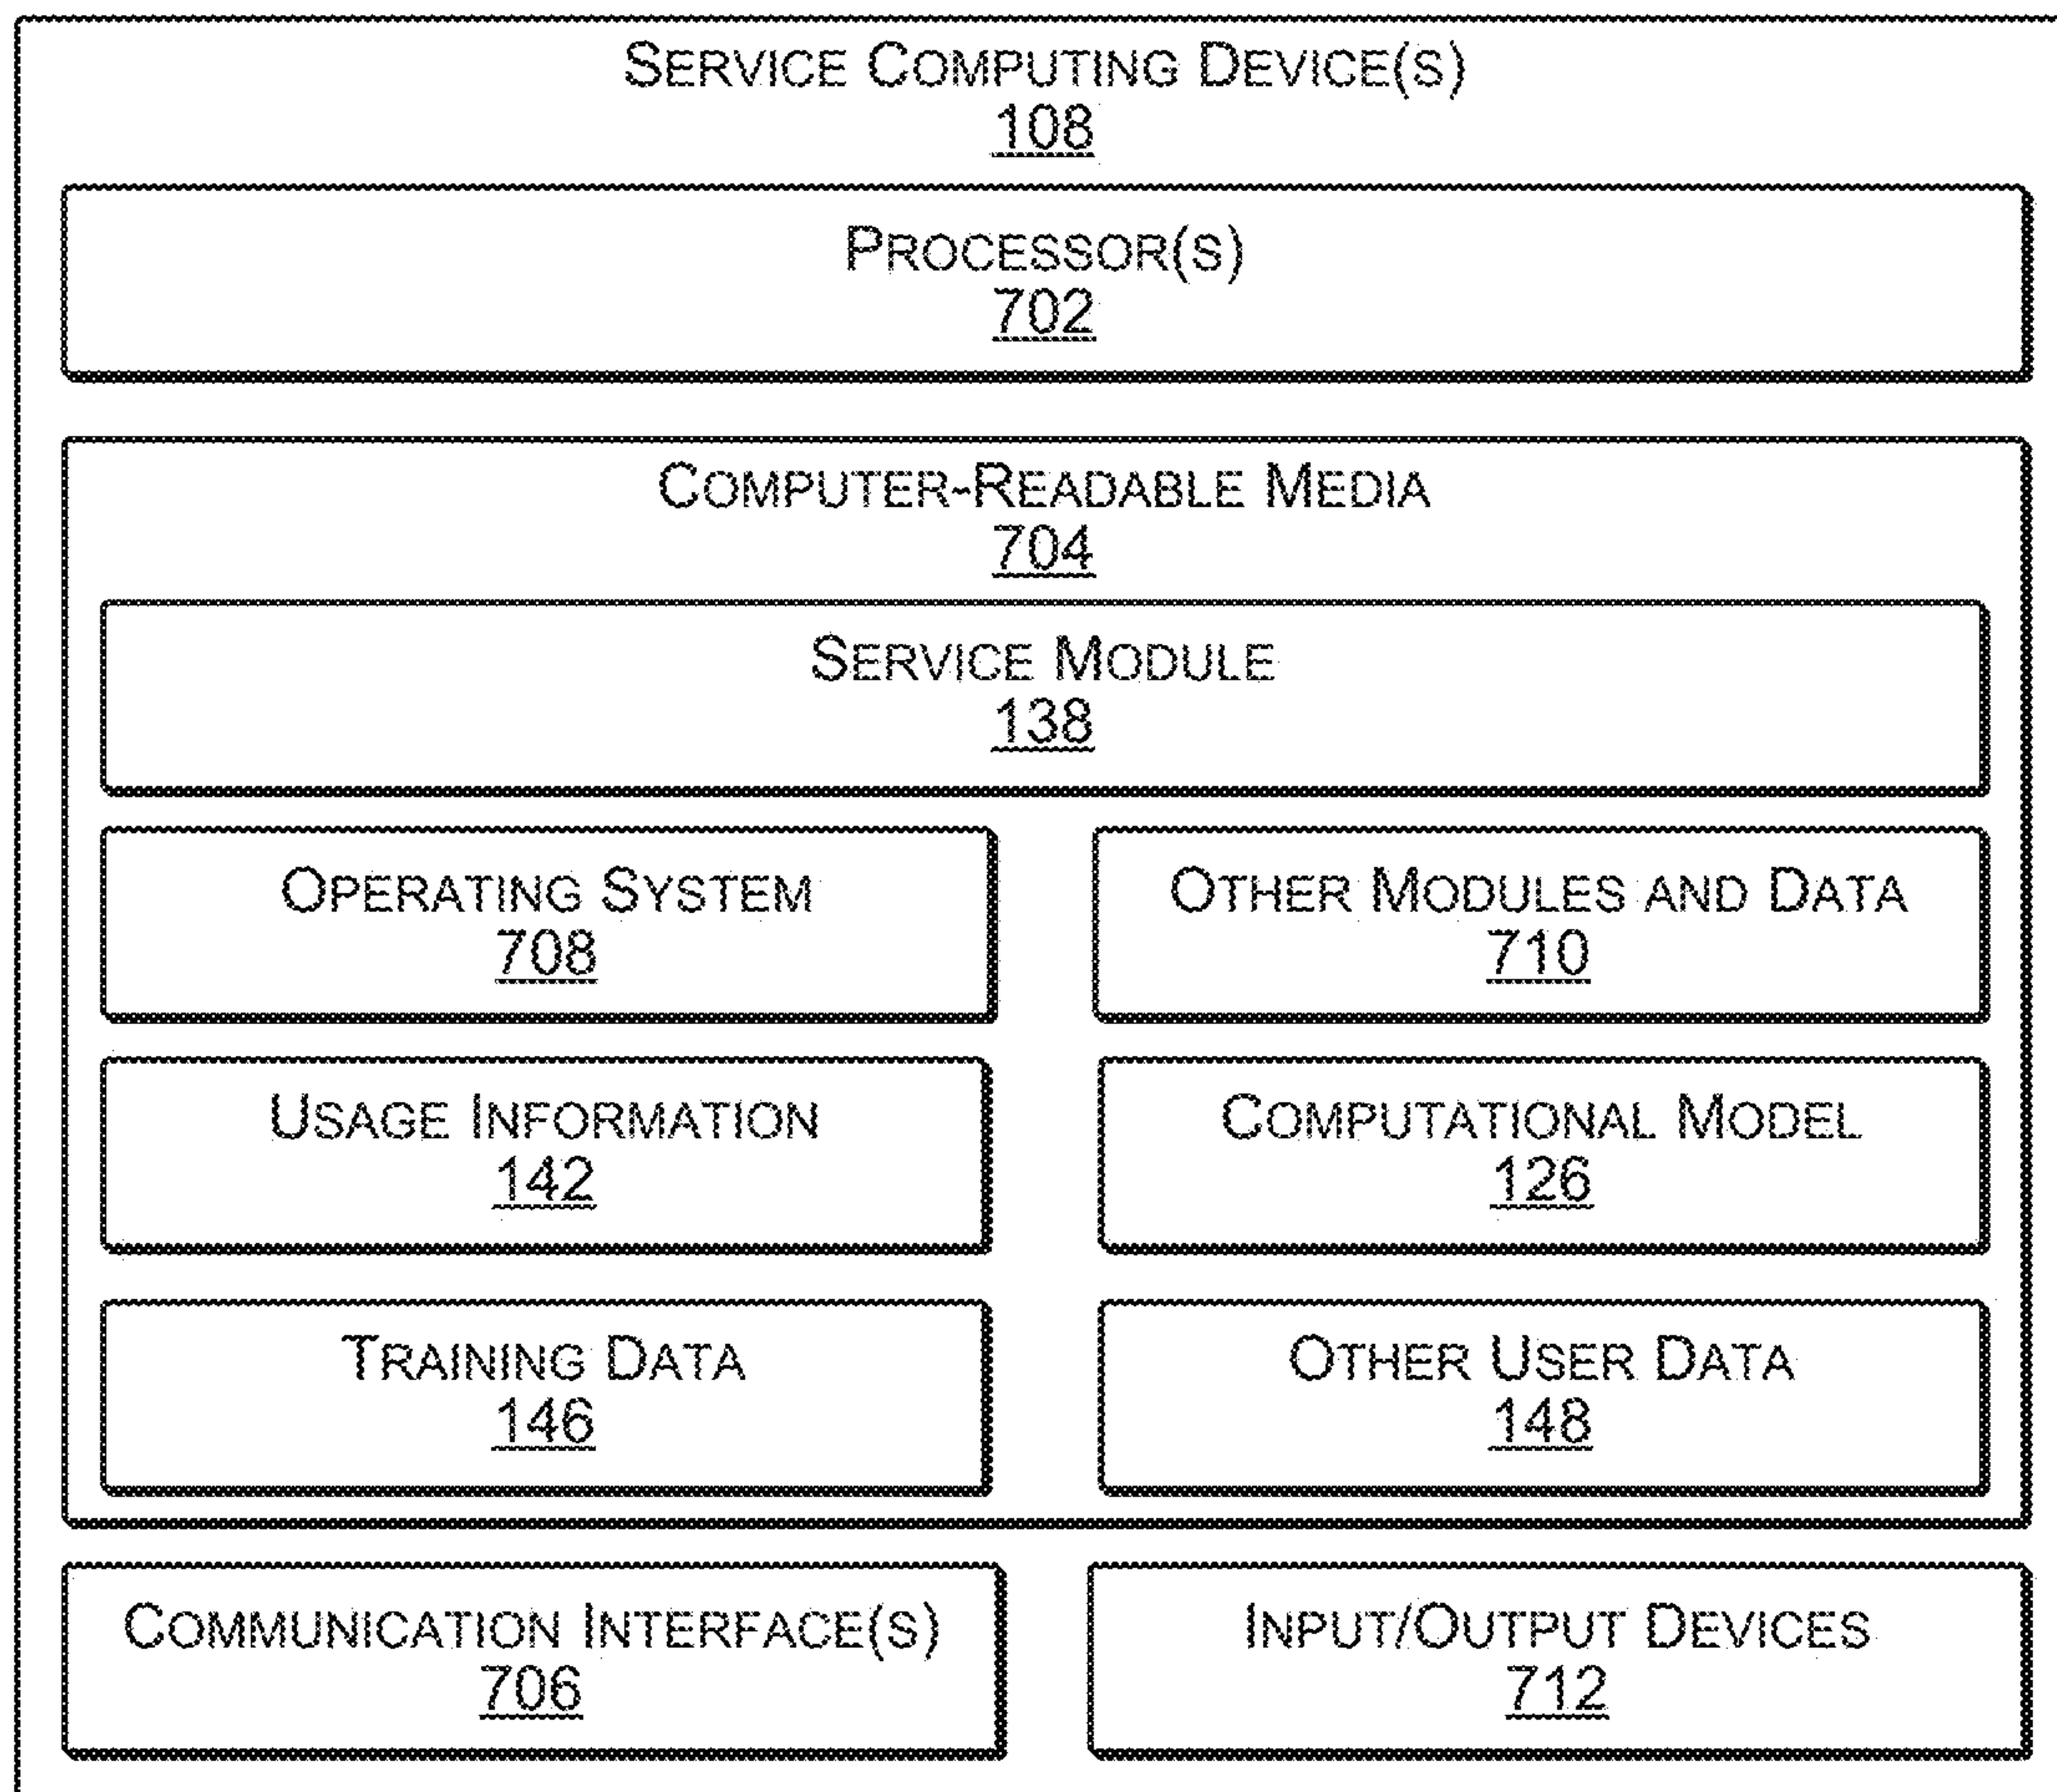 SERVICE COMPUTING DEVICE(S)
108
PROCESSOR(S)
702
COMPUTER-READABLE MEDIA
704
SERVICE MODULE
138
OPERATING SYSTEM
708
OTHER MODULES AND DATA
710
USAGE INFORMATION
142
COMPUTATIONAL MODEL
126
TRAINING DATA
146
OTHER USER DATA
148
COMMUNICATION INTERFACE(S)
706
INPUT/OUTPUT DEVICES
712